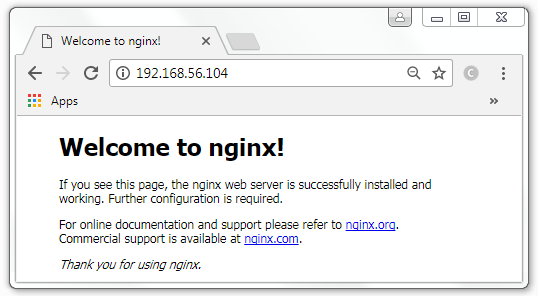 Welcome to nginx!
192.168.56.104
C
Apps
»
Welcome to nginx!
If you see this page, the nginx web server is successfully installed and
working. Further configuration is required.
For online documentation and support please refer to nginx.org.
Commercial support is available at nginx.com.
Thank you for using nginx.